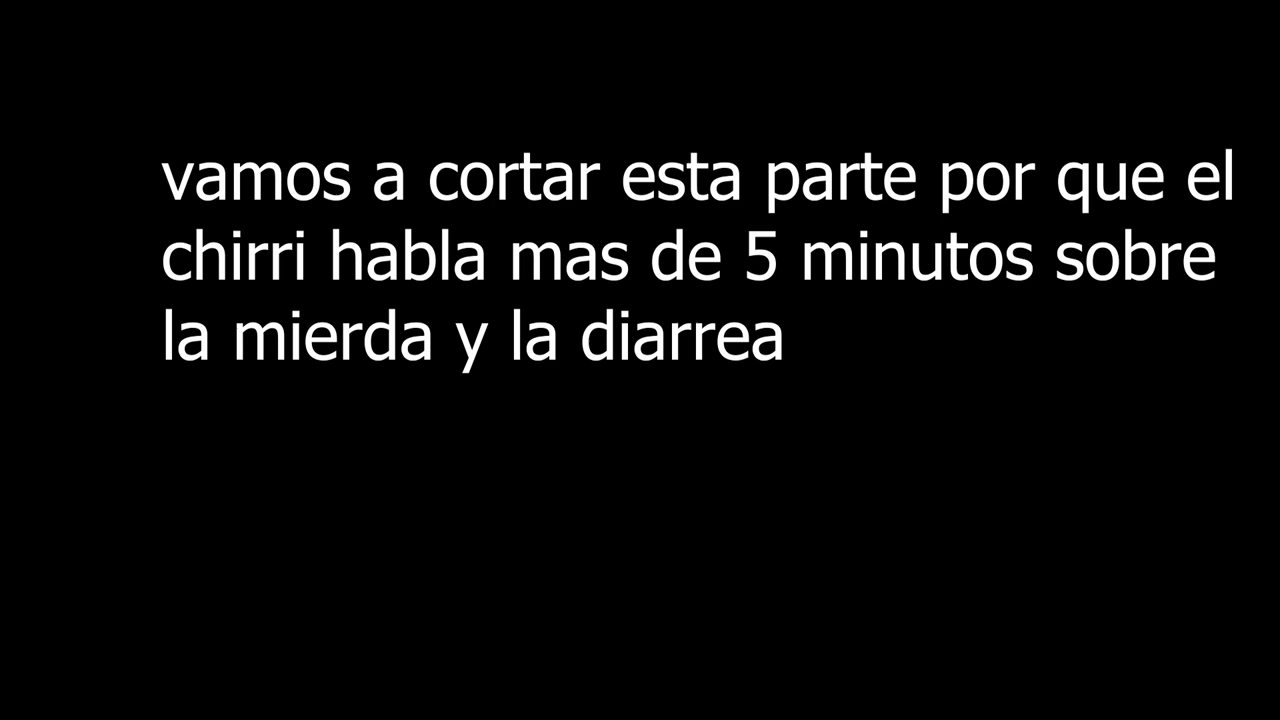 vamos a cortar esta parte por que el
chirri habla mas de 5 minutos sobre
la mierda y la diarrea